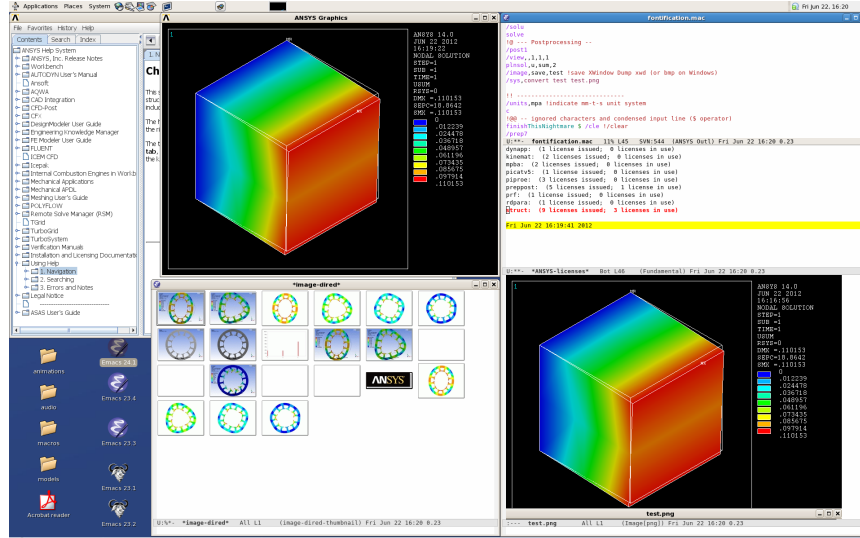 Applications Places System
Fri Jun 22, 16:20
File Favorites History Help
Contents Search Index
ANSYS Help System
ANSYS, Inc. Release Notes
Workbench
AUTODYN User's Manual
Ansoft
AQWA
CAD Integration
CFD-Post
CFX
DesignModeler User Guide
Engineering Knowledge Manager
FE Modeler User Guide
FLUENT
ICEM CFD
Icepak
Internal Combustion Engines in Workb
Mechanical Applications
Mechanical APDL
Meshing User's Guide
POLYFLOW
Remote Solve Manager (RSM)
TGrid
TurboGrid
TurboSystem
Verification Manuals
Installation and Licensing Documentati
Using Help
1. Navigation
2. Searching
3. Errors and Notes
Legal Notice
ASAS User's Guide
ANSYS Graphics
1
ANSYS 14.0
JUN 22 2012
16:19:22
NODAL SOLUTION
STEP=1
SUB =1
TIME=1
USUM
RSYS=0
DMX =.110153
SEPC=18.8642
SMX =.110153
0
.012239
.024478
.036718
.048957
.061196
.073435
.085675
.097914
.110153
MN
MX
fontification.mac
/solu
solve
!@ --- Postprocessing --
/post1
/view,,1,1,1
plnsol,u,sum,2
/image,save,test !save XWindow Dump xwd (or bmp on Windows)
/sys,convert test test.png
!! ------------------------------
/units,mpa !indicate mm-t-s unit system
c
!@@ -- ignored characters and condensed input line ($ operator)
finishThisNightmare $ /cle !/clear
/prep7
U:**- fontification.mac 11% L45 SVN:544 (ANSYS Outl) Fri Jun 22 16:20 0.23
dynapp: (1 license issued; 0 licenses in use)
kinemat: (2 licenses issued; 0 licenses in use)
mpba: (2 licenses issued; 0 licenses in use)
picatv5: (1 license issued; 0 licenses in use)
piproe: (3 licenses issued; 0 licenses in use)
preppost: (5 licenses issued; 1 license in use)
prf: (1 license issued; 0 licenses in use)
rdpara: (1 license issued; 0 licenses in use)
struct: (9 licenses issued; 3 licenses in use)
Fri Jun 22 16:19:41 2012
U:**- *ANSYS-licenses* Bot L46 (Fundamental) Fri Jun 22 16:20 0.23
*image-dired*
ANSYS
U:%*- *image-dired* All L1 (image-dired-thumbnail) Fri Jun 22 16:20 0.23
1
ANSYS 14.0
JUN 22 2012
16:16:56
NODAL SOLUTION
STEP=1
SUB =1
TIME=1
USUM
RSYS=0
DMX =.110153
SEPC=18.8642
SMX =.110153
0
.012239
.024478
.036718
.048957
.061196
.073435
.085675
.097914
.110153
MN
MX
test.png
:--- test.png All L1 (Image[png]) Fri Jun 22 16:20 0.23
animations
audio
macros
models
Acrobat reader
Emacs 24.1
Emacs 23.4
Emacs 23.3
Emacs 23.1
Emacs 23.2